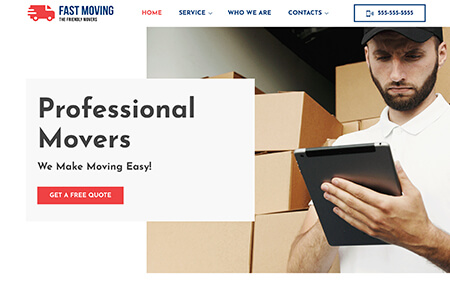 FAST MOVING
THE FRIENDLY MOVERS
HOME SERVICE WHO WE ARE CONTACTS 555-555-5555
Professional
Movers
We Make Moving Easy!
GET A FREE QUOTE